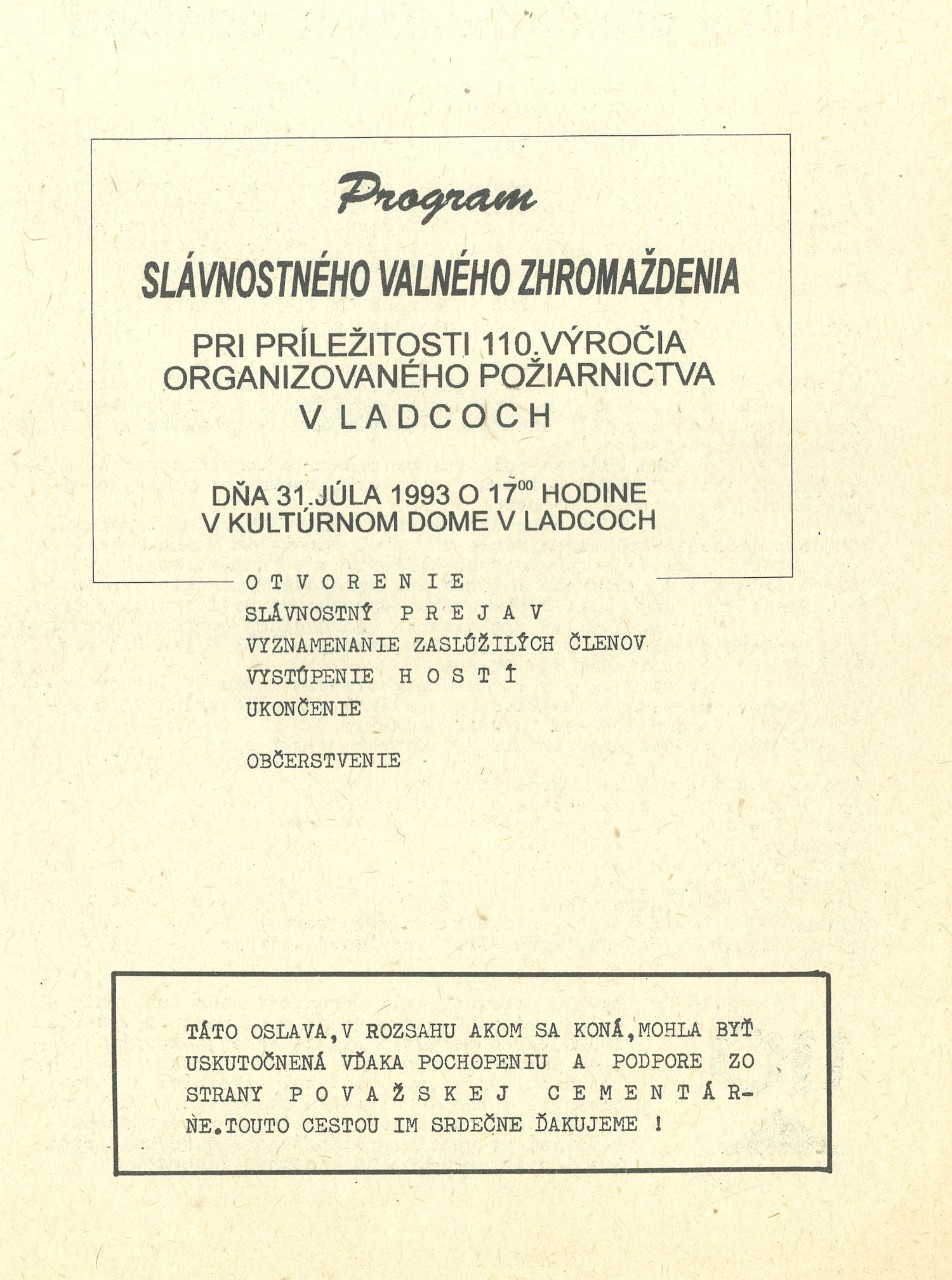 Program
SLÁVNOSTNÉHO VALNÉHO ZHROMAŽDENIA
PRI PRÍLEŽITOSTI 110.VÝROČIA
ORGANIZOVANÉHO POŽIARNICTVA
V LADCOCH
DŇA 31.JÚLA 1993 O 17⁰⁰ HODINE
V KULTÚRNOM DOME V LADCOCH
O T V O R E N I E
SLÁVNOSTNÝ P R E J A V
VYZNAMENANIE ZASLÚŽILÝCH ČLENOV
VYSTÚPENIE H O S T Í
UKONČENIE
OBČERSTVENIE
TÁTO OSLAVA,V ROZSAHU AKOM SA KONÁ,MOHLA BYŤ
USKUTOČNENÁ VĎAKA POCHOPENIU A PODPORE ZO
STRANY P O V A Ž S K E J C E M E N T Á R-
NE.TOUTO CESTOU IM SRDEČNE ĎAKUJEME !